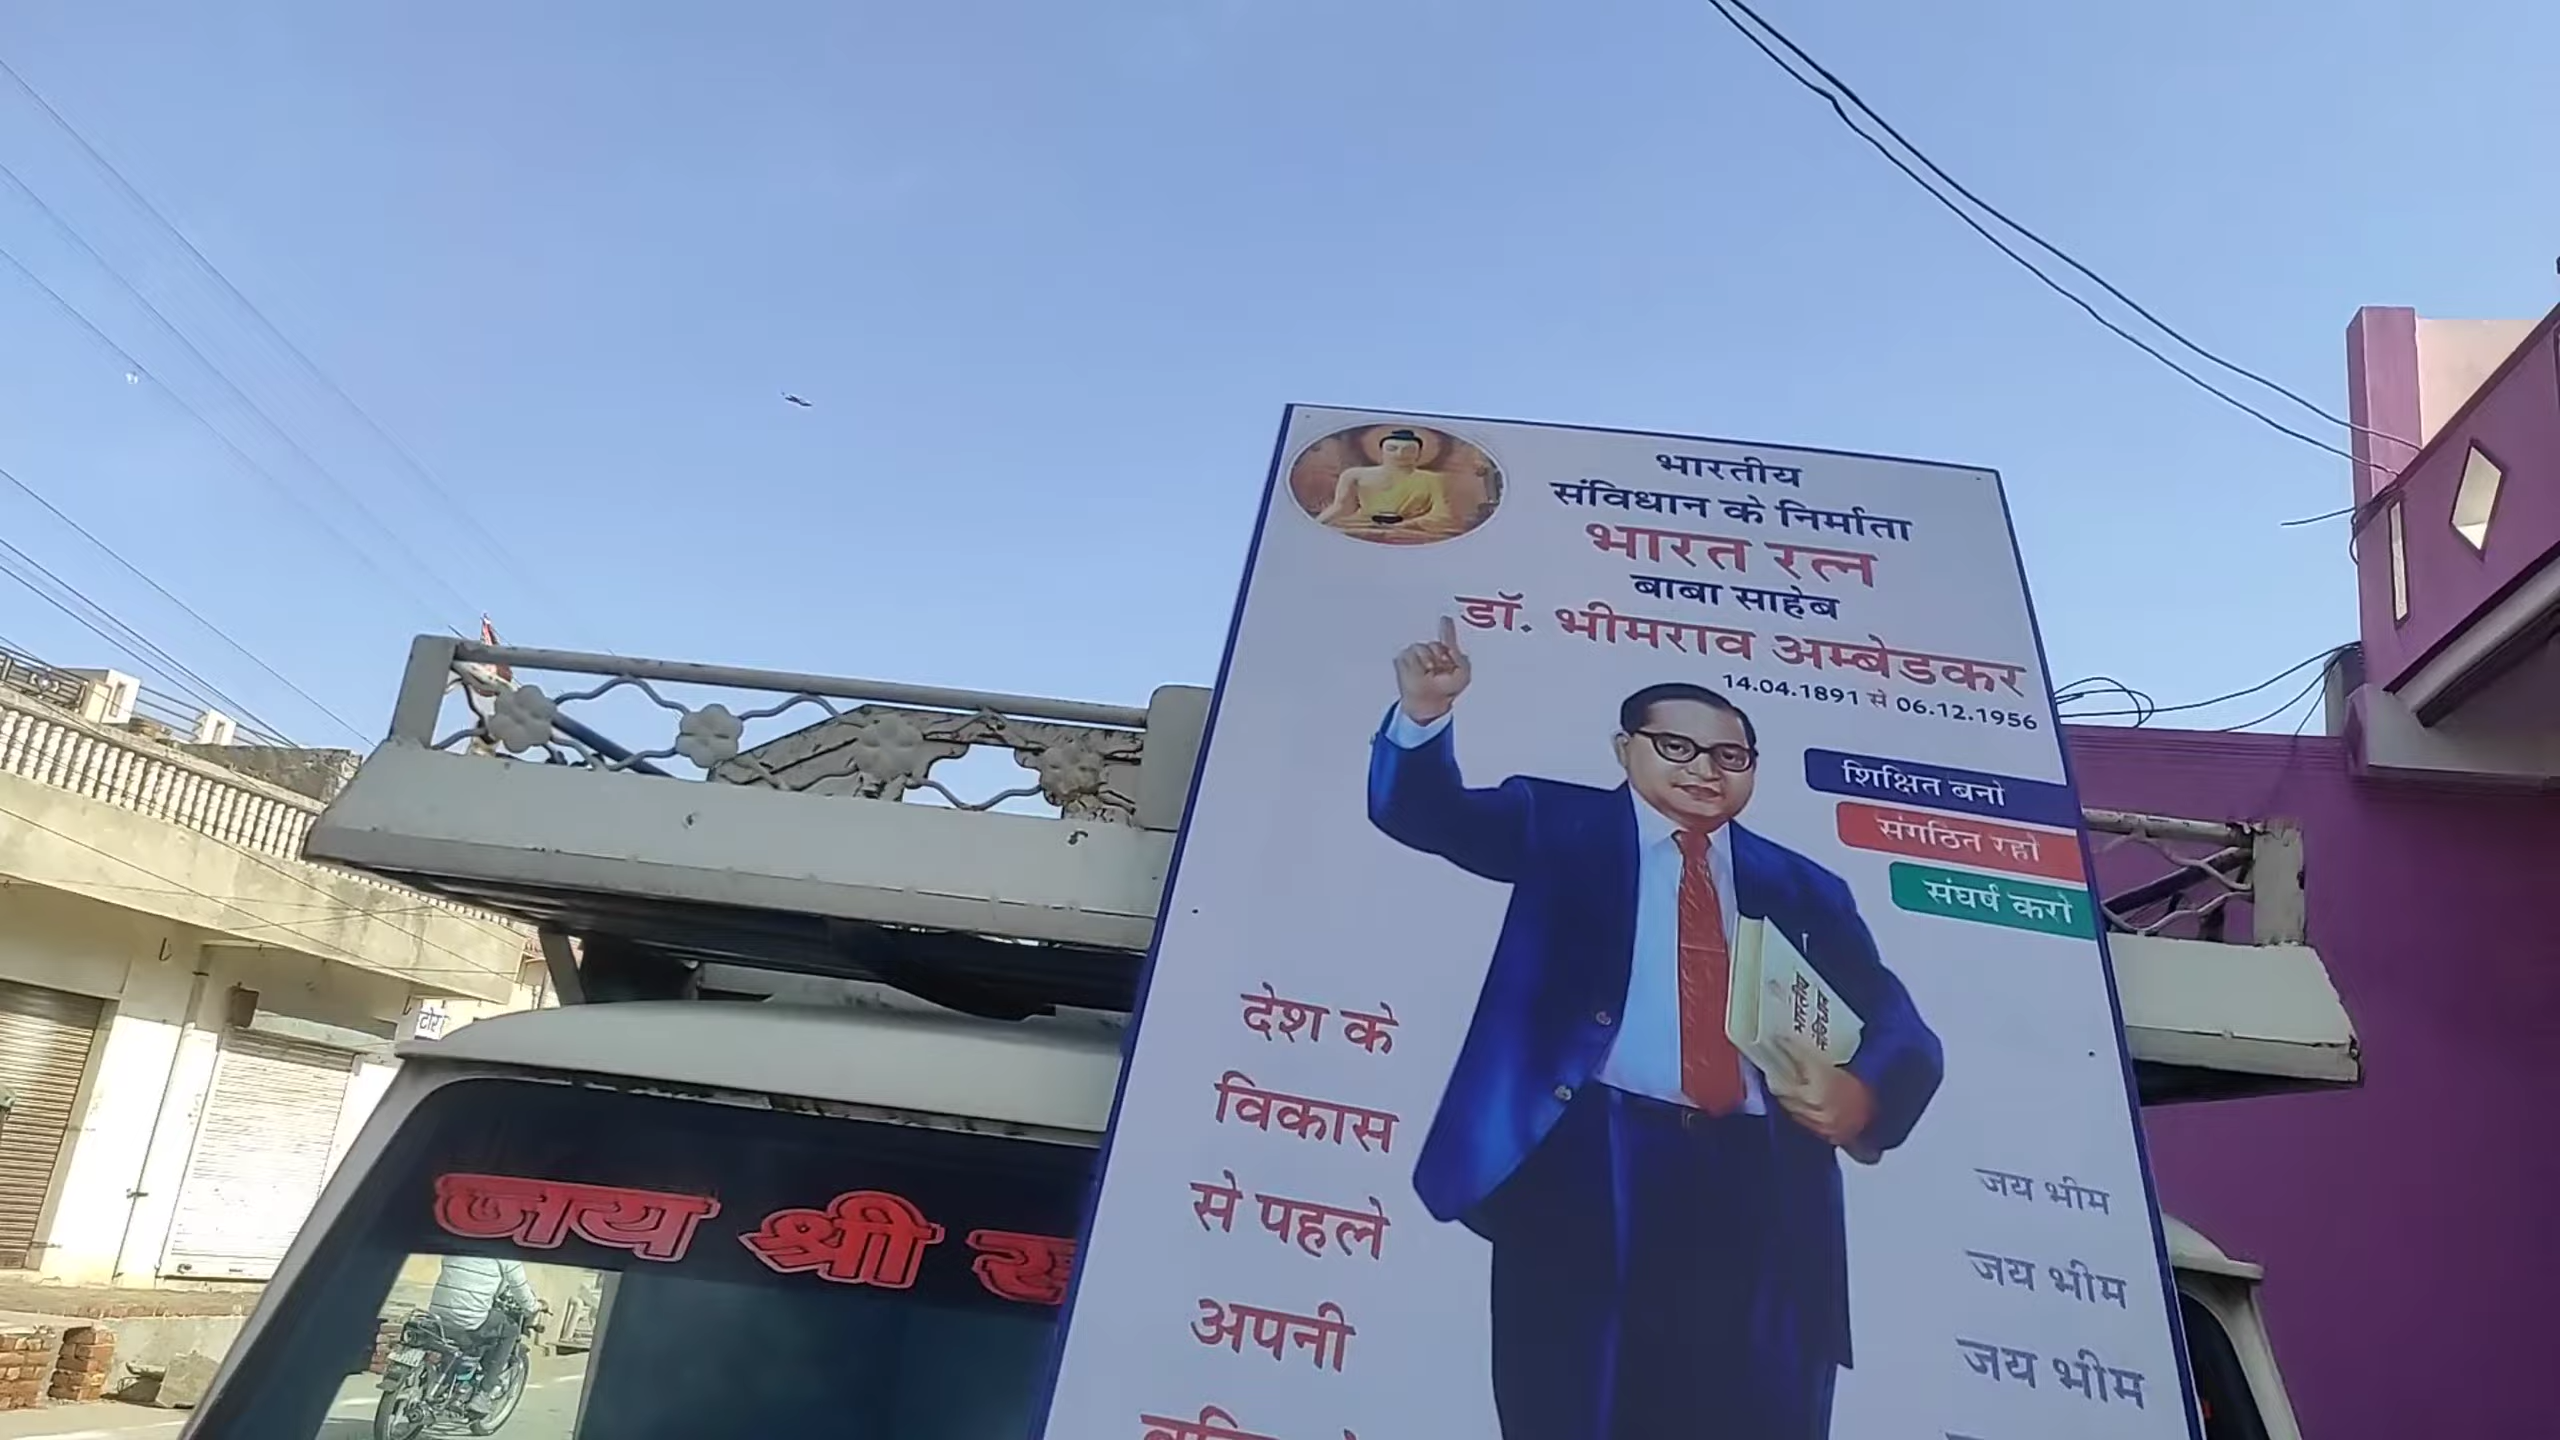 भारतीय
संविधान के निर्माता
भारत रत्न
बाबा साहेब
डॉ. भीमराव अम्बेडकर
14.04.1891 से 06.12.1956
शिक्षित बनो
संगठित रहो
संघर्ष करो
भारतीय
संविधान
देश के
विकास
से पहले
अपनी
जय भीम
जय भीम
जय भीम
जय श्री